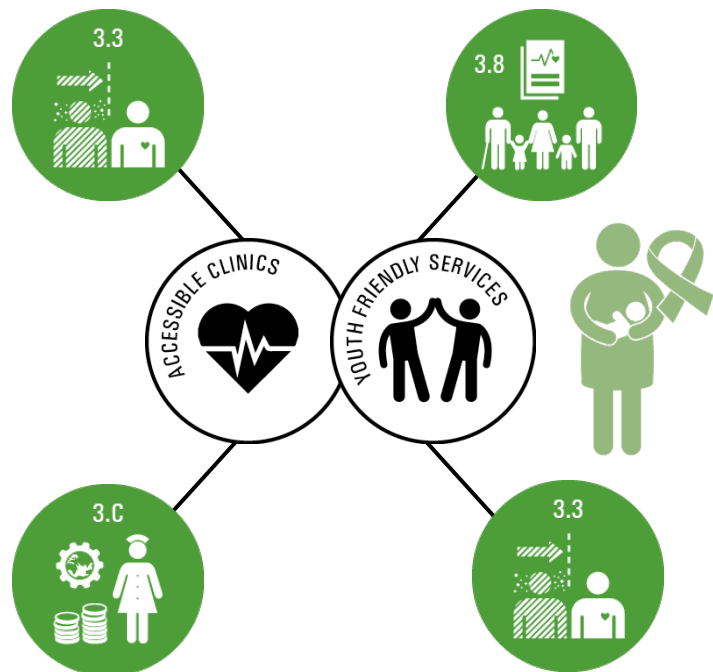 3.3
3.8
ACCESSIBLE CLINICS
YOUTH FRIENDLY SERVICES
3.C
3.3